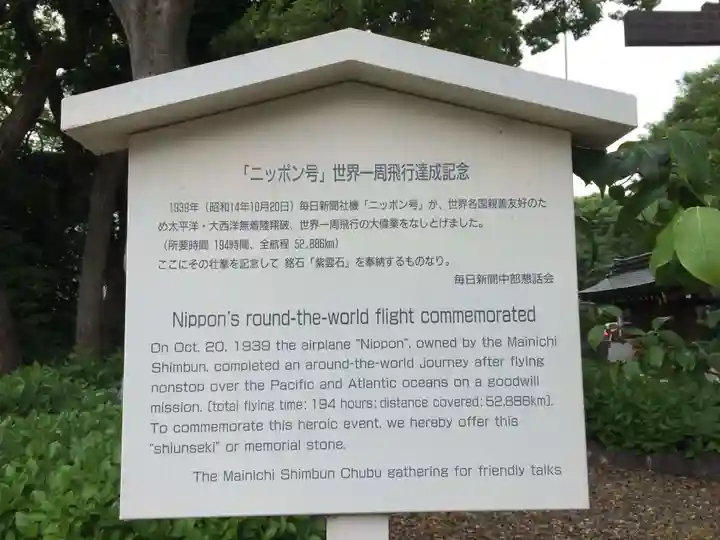 「ニッポン号」世界一周飛行達成記念
1939年（昭和14年10月20日）毎日新聞社機「ニッポン号」が、世界各国親善友好のた
め太平洋・大西洋無着陸翔破、世界一周飛行の大偉業をなしとげました。
（所要時間 194時間、全航程 52,886km）
ここにその壮挙を記念して 銘石「紫雲石」を奉納するものなり。
毎日新聞中部懇話会
Nippon's round-the-world flight commemorated
On Oct. 20, 1939 the airplane "Nippon", owned by the Mainichi
Shimbun, completed an around-the-world Journey after flying
nonstop over the Pacific and Atlantic oceans on a goodwill
mission. (total flying time: 194 hours; distance covered: 52,886km).
To commemorate this heroic event, we hereby offer this
"shiunseki" or memorial stone.
The Mainichi Shimbun Chubu gathering for friendly talks